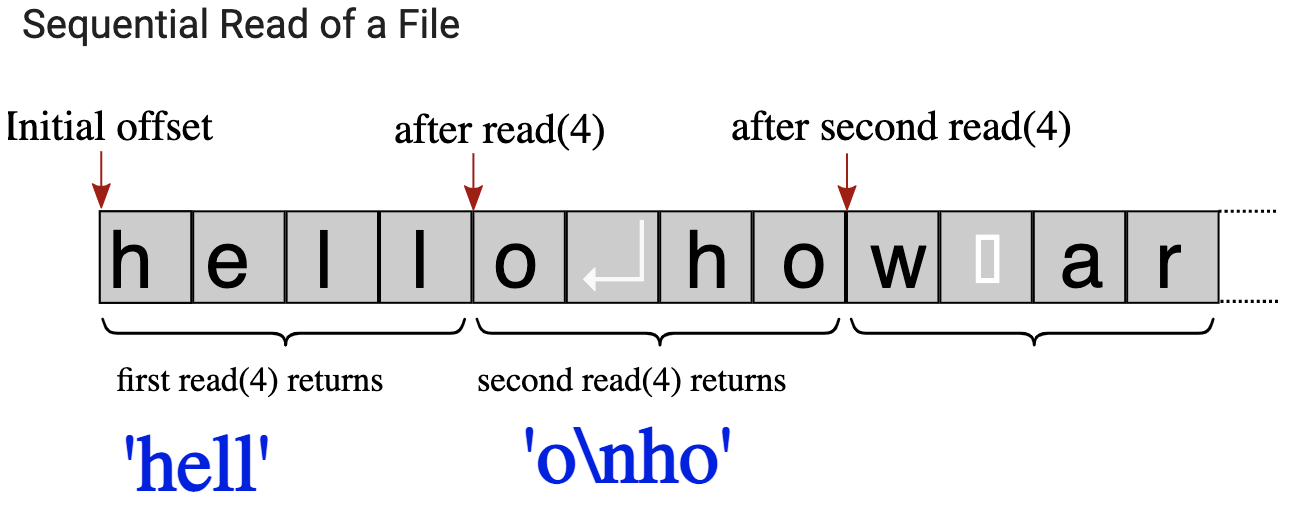 Sequential Read of a File
Initial offset after read(4) after second read(4)
h e l l o h o w a r
first read(4) returns second read(4) returns
'hell' 'o\nho'